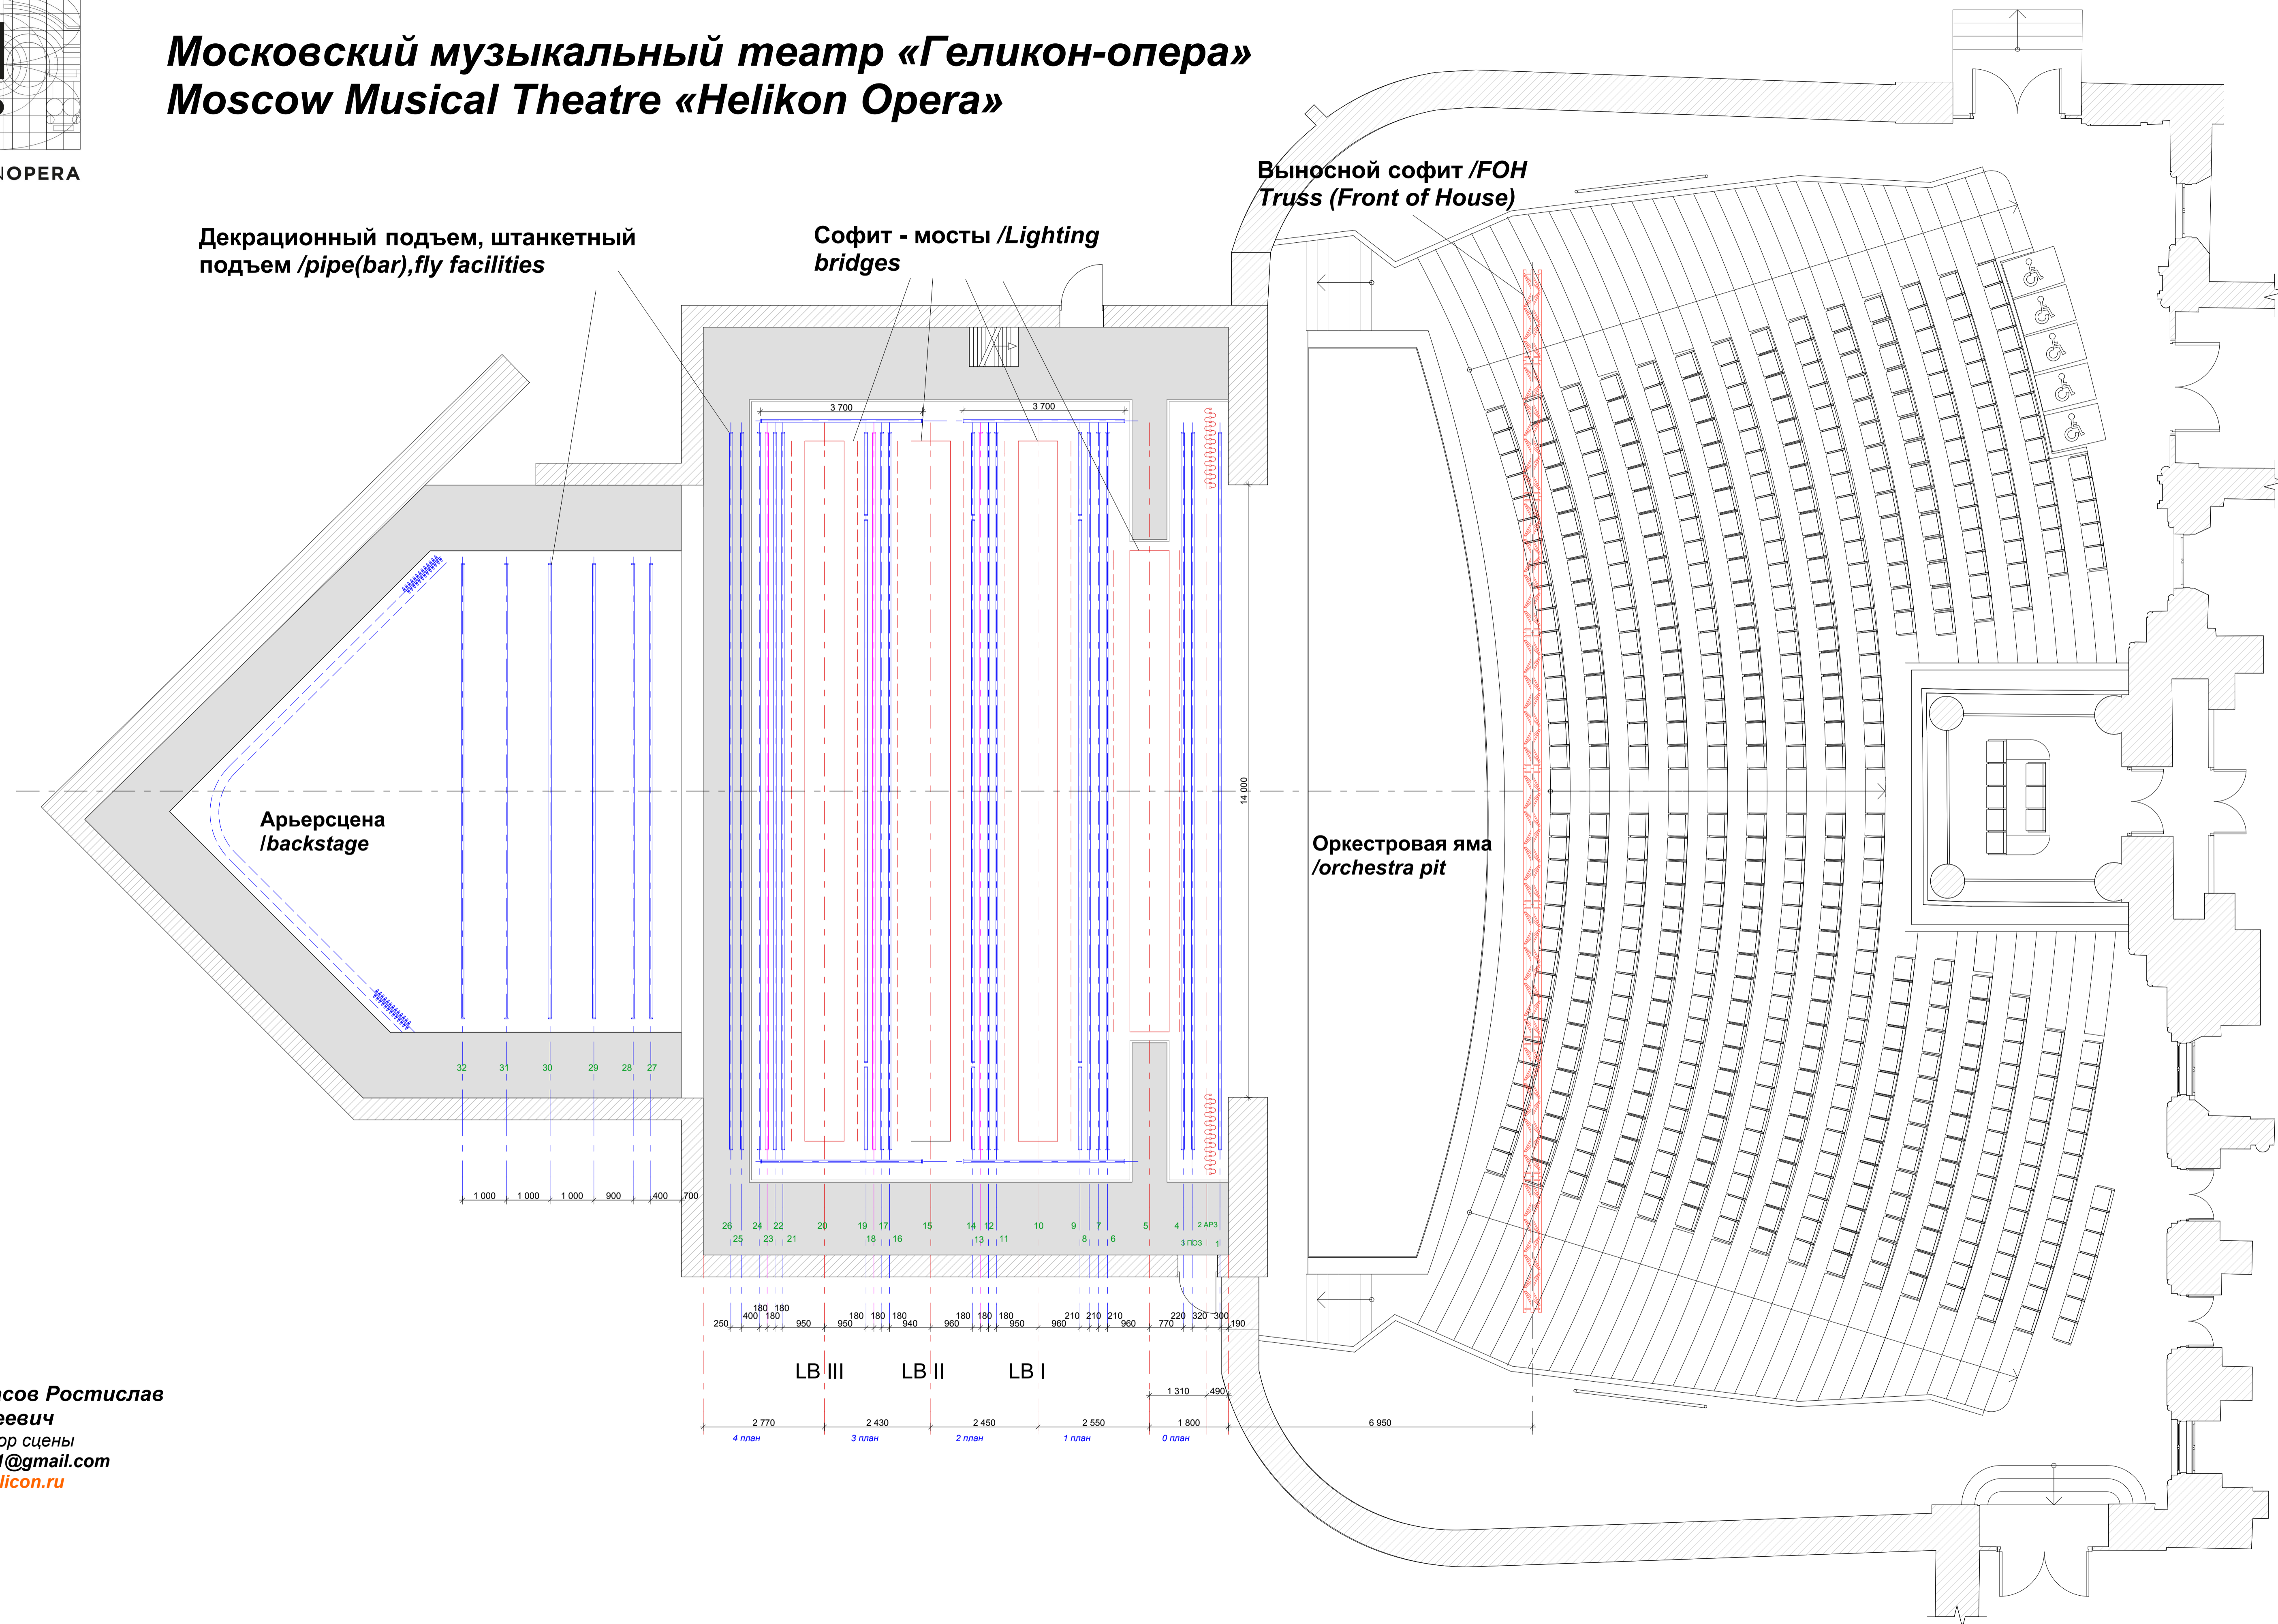 Московский музыкальный театр «Геликон-опера»
Moscow Musical Theatre «Helikon Opera»
OPERA
Выносной софит /FOH
Truss (Front of House)
Декрационный подъем, штанкетный
подъем /pipe(bar),fly facilities
Софит - мосты /Lighting
bridges
3 700
3 700
14 000
Арьерсцена
/backstage
Оркестровая яма
/orchestra pit
32 31 30 29 28 27
1 000 1 000 1 000 900 400 700
26 24 22 20 19 17 15 14 12 10 9 7 5 4 2 АРЗ
25 23 21 18 16 13 11 8 6 3 ПОЗ 1
180 180
400 180 180 180 180 180 180 180 210 210 210 220 320 300
250 950 950 940 960 950 960 960 770 190
LB III LB II LB I
1 310 490
2 770 2 430 2 450 2 550 1 800 6 950
4 план 3 план 2 план 1 план 0 план
Ростислав
ор сцены
@gmail.com
licon.ru